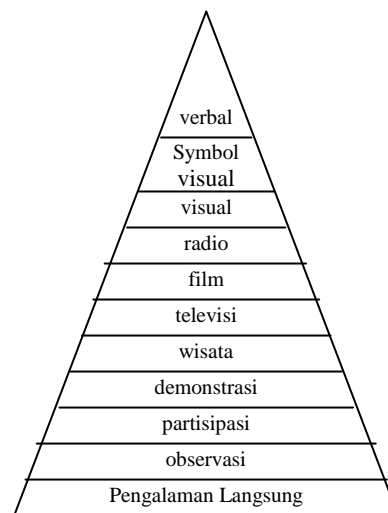 verbal
Symbol
visual
visual
radio
film
televisi
wisata
demonstrasi
partisipasi
observasi
Pengalaman Langsung